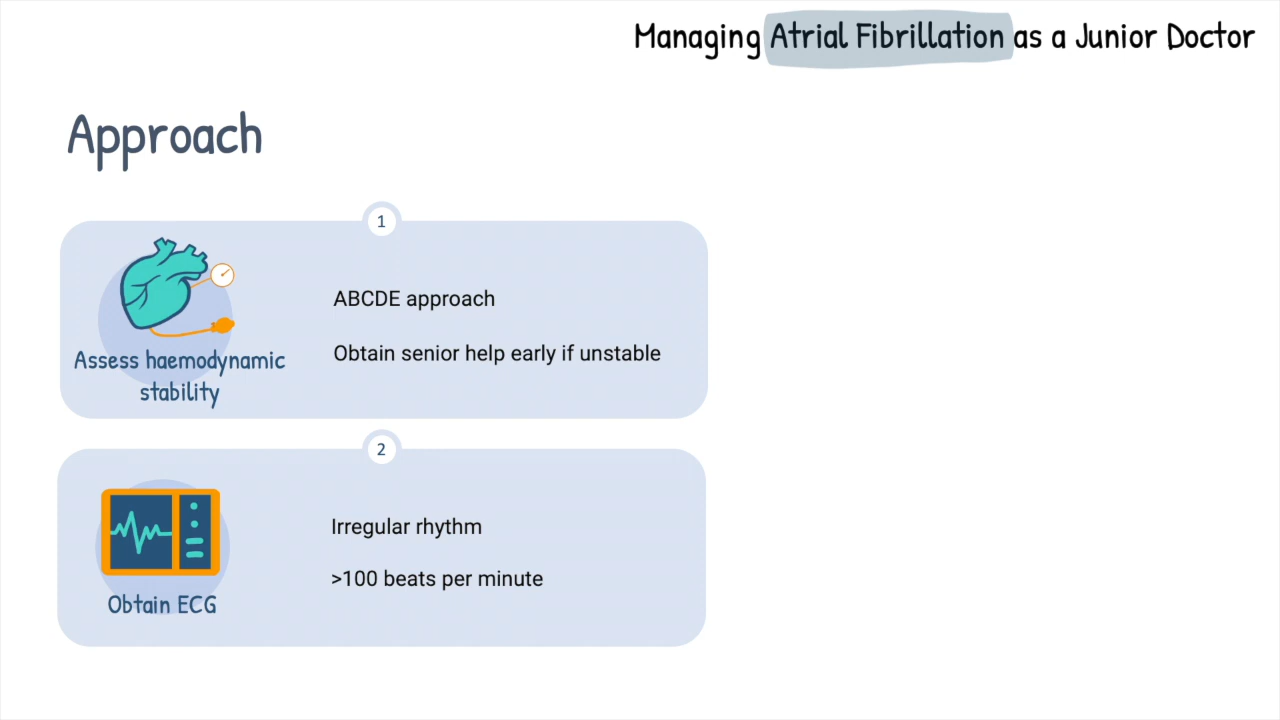 Managing Atrial Fibrillation as a Junior Doctor
Approach
1
Assess haemodynamic
stability
ABCDE approach
Obtain senior help early if unstable
2
Obtain ECG
Irregular rhythm
>100 beats per minute